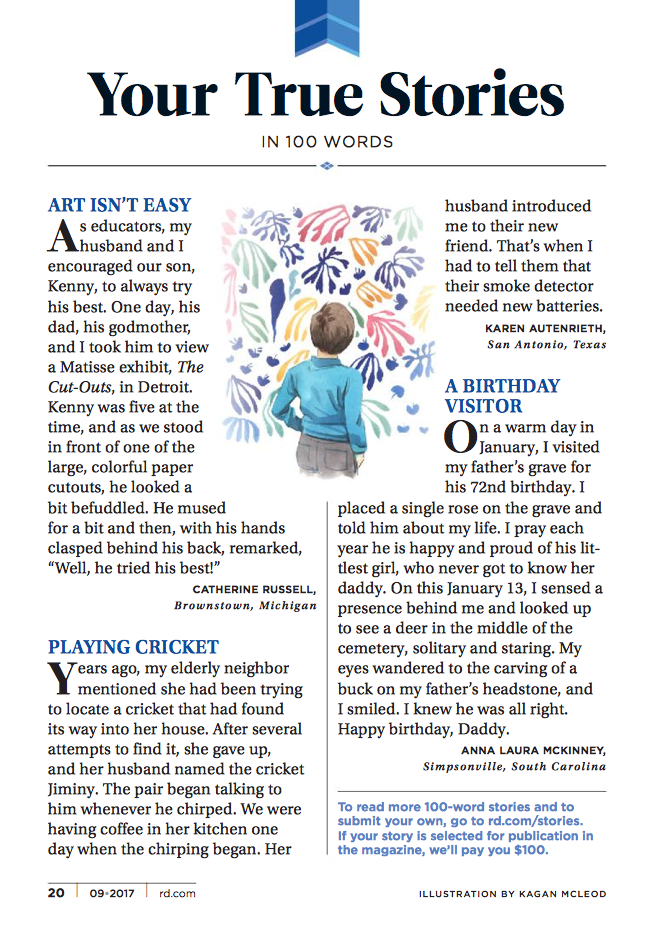 Your True Stories
IN 100 WORDS
ART ISN'T EASY
As educators, my
husband and I
encouraged our son,
Kenny, to always try
his best. One day, his
dad, his godmother,
and I took him to view
a Matisse exhibit, The
Cut-Outs, in Detroit.
Kenny was five at the
time, and as we stood
in front of one of the
large, colorful paper
cutouts, he looked a
bit befuddled. He mused
for a bit and then, with his hands
clasped behind his back, remarked,
“Well, he tried his best!”
CATHERINE RUSSELL,
Brownstown, Michigan
PLAYING CRICKET
Years ago, my elderly neighbor
mentioned she had been trying
to locate a cricket that had found
its way into her house. After several
attempts to find it, she gave up,
and her husband named the cricket
Jiminy. The pair began talking to
him whenever he chirped. We were
having coffee in her kitchen one
day when the chirping began. Her
husband introduced
me to their new
friend. That's when I
had to tell them that
their smoke detector
needed new batteries.
KAREN AUTENRIETH,
San Antonio, Texas
A BIRTHDAY
VISITOR
On a warm day in
January, I visited
my father's grave for
his 72nd birthday. I
placed a single rose on the grave and
told him about my life. I pray each
year he is happy and proud of his lit-
tlest girl, who never got to know her
daddy. On this January 13, I sensed a
presence behind me and looked up
to see a deer in the middle of the
cemetery, solitary and staring. My
eyes wandered to the carving of a
buck on my father's headstone, and
I smiled. I knew he was all right.
Happy birthday, Daddy.
ANNA LAURA MCKINNEY,
Simpsonville, South Carolina
To read more 100-word stories and to
submit your own, go to rd.com/stories.
If your story is selected for publication in
the magazine, we'll pay you $100.
20 | 09•2017 | rd.com
ILLUSTRATION BY KAGAN MCLEOD